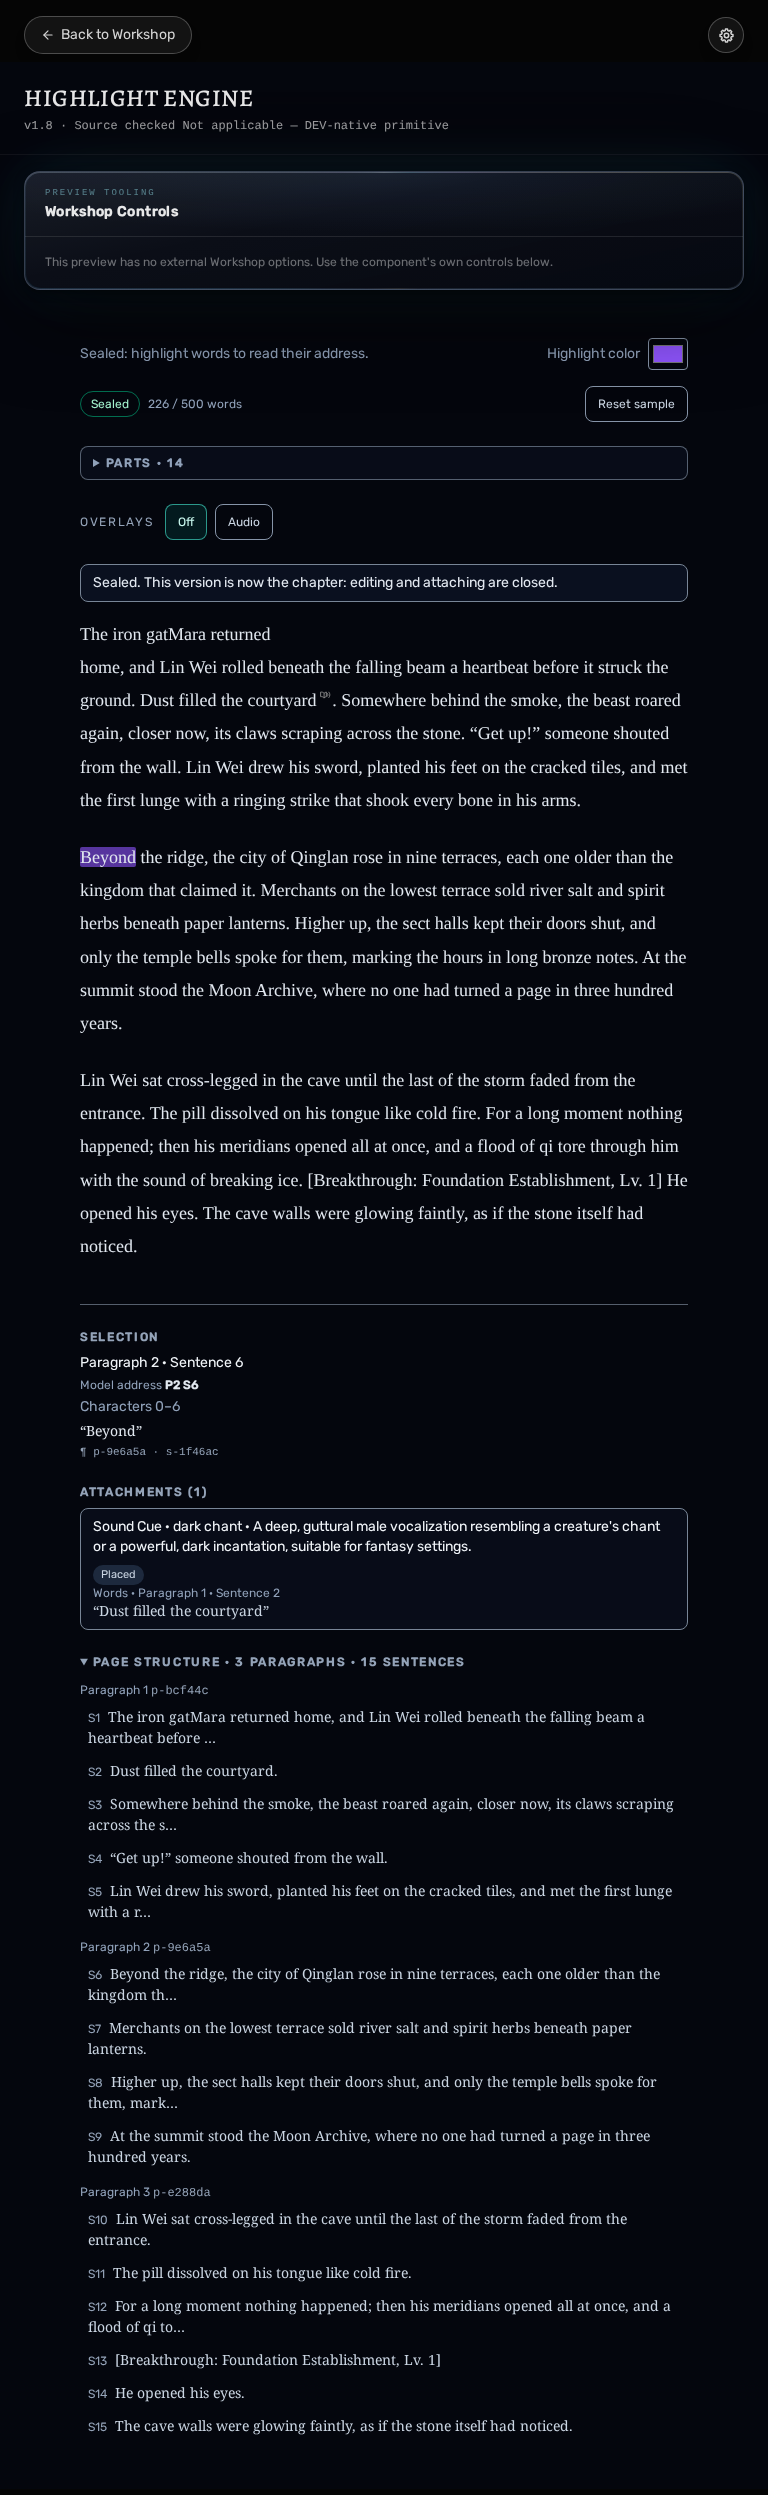 Back to Workshop
HIGHLIGHT ENGINE
v1.8 · Source checked Not applicable — DEV-native primitive
PREVIEW TOOLING
Workshop Controls
This preview has no external Workshop options. Use the component's own controls below.
Sealed: highlight words to read their address.
Highlight color
Sealed
226 / 500 words
Reset sample
PARTS • 14
OVERLAYS
Off
Audio
Sealed. This version is now the chapter: editing and attaching are closed.
The iron gatMara returned
home, and Lin Wei rolled beneath the falling beam a heartbeat before it struck the
ground. Dust filled the courtyard . Somewhere behind the smoke, the beast roared
again, closer now, its claws scraping across the stone. “Get up!” someone shouted
from the wall. Lin Wei drew his sword, planted his feet on the cracked tiles, and met
the first lunge with a ringing strike that shook every bone in his arms.
Beyond the ridge, the city of Qinglan rose in nine terraces, each one older than the
kingdom that claimed it. Merchants on the lowest terrace sold river salt and spirit
herbs beneath paper lanterns. Higher up, the sect halls kept their doors shut, and
only the temple bells spoke for them, marking the hours in long bronze notes. At the
summit stood the Moon Archive, where no one had turned a page in three hundred
years.
Lin Wei sat cross-legged in the cave until the last of the storm faded from the
entrance. The pill dissolved on his tongue like cold fire. For a long moment nothing
happened; then his meridians opened all at once, and a flood of qi tore through him
with the sound of breaking ice. [Breakthrough: Foundation Establishment, Lv. 1] He
opened his eyes. The cave walls were glowing faintly, as if the stone itself had
noticed.
SELECTION
Paragraph 2 • Sentence 6
Model address P2 S6
Characters 0–6
“Beyond”
¶ p-9e6a5a · s-1f46ac
ATTACHMENTS (1)
Sound Cue • dark chant • A deep, guttural male vocalization resembling a creature's chant
or a powerful, dark incantation, suitable for fantasy settings.
Placed
Words • Paragraph 1 • Sentence 2
“Dust filled the courtyard”
PAGE STRUCTURE • 3 PARAGRAPHS • 15 SENTENCES
Paragraph 1 p-bcf44c
S1 The iron gatMara returned home, and Lin Wei rolled beneath the falling beam a
heartbeat before …
S2 Dust filled the courtyard.
S3 Somewhere behind the smoke, the beast roared again, closer now, its claws scraping
across the s…
S4 “Get up!” someone shouted from the wall.
S5 Lin Wei drew his sword, planted his feet on the cracked tiles, and met the first lunge
with a r…
Paragraph 2 p-9e6a5a
S6 Beyond the ridge, the city of Qinglan rose in nine terraces, each one older than the
kingdom th…
S7 Merchants on the lowest terrace sold river salt and spirit herbs beneath paper
lanterns.
S8 Higher up, the sect halls kept their doors shut, and only the temple bells spoke for
them, mark…
S9 At the summit stood the Moon Archive, where no one had turned a page in three
hundred years.
Paragraph 3 p-e288da
S10 Lin Wei sat cross-legged in the cave until the last of the storm faded from the
entrance.
S11 The pill dissolved on his tongue like cold fire.
S12 For a long moment nothing happened; then his meridians opened all at once, and a
flood of qi to…
S13 [Breakthrough: Foundation Establishment, Lv. 1]
S14 He opened his eyes.
S15 The cave walls were glowing faintly, as if the stone itself had noticed.